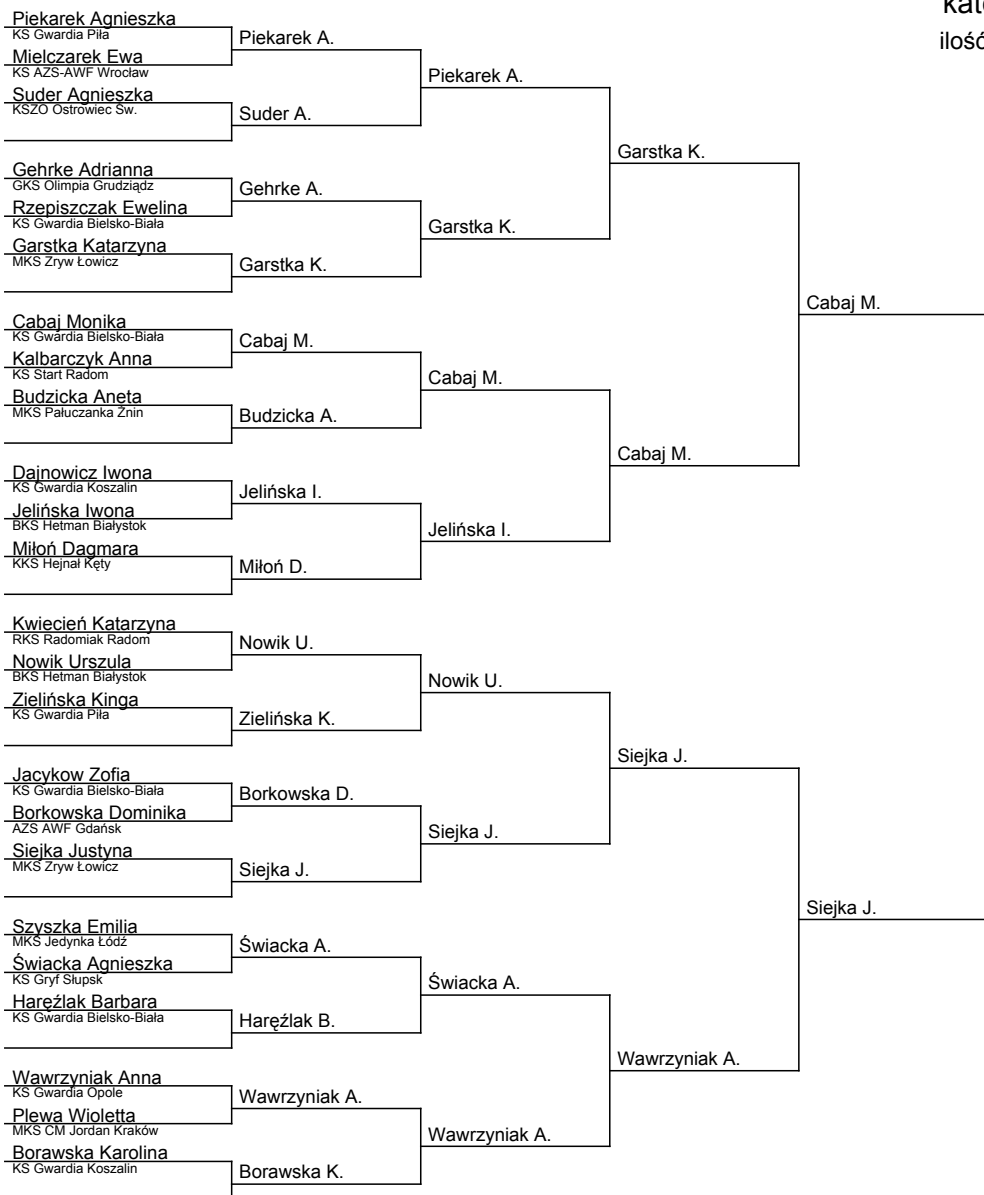 kat
ilość
Piekarek Agnieszka
KS Gwardia Piła
Mielczarek Ewa
KS AZS-AWF Wrocław
Suder Agnieszka
KSZO Ostrowiec Św.
Gehrke Adrianna
GKS Olimpia Grudziądz
Rzepiszczak Ewelina
KS Gwardia Bielsko-Biała
Garstka Katarzyna
MKS Zryw Łowicz
Cabaj Monika
KS Gwardia Bielsko-Biała
Kalbarczyk Anna
KS Start Radom
Budzicka Aneta
MKS Pałuczanka Żnin
Dajnowicz Iwona
KS Gwardia Koszalin
Jelińska Iwona
BKS Hetman Białystok
Miłoń Dagmara
KKS Hejnał Kęty
Kwiecień Katarzyna
RKS Radomiak Radom
Nowik Urszula
BKS Hetman Białystok
Zielińska Kinga
KS Gwardia Piła
Jacykow Zofia
KS Gwardia Bielsko-Biała
Borkowska Dominika
AZS AWF Gdańsk
Siejka Justyna
MKS Zryw Łowicz
Szyszka Emilia
MKS Jedynka Łódź
Świacka Agnieszka
KS Gryf Słupsk
Haręźlak Barbara
KS Gwardia Bielsko-Biała
Wawrzyniak Anna
KS Gwardia Opole
Plewa Wioletta
MKS CM Jordan Kraków
Borawska Karolina
KS Gwardia Koszalin
Piekarek A.
Suder A.
Gehrke A.
Garstka K.
Cabaj M.
Budzicka A.
Jelińska I.
Miłoń D.
Nowik U.
Zielińska K.
Borkowska D.
Siejka J.
Świacka A.
Haręźlak B.
Wawrzyniak A.
Borawska K.
Piekarek A.
Garstka K.
Cabaj M.
Jelińska I.
Nowik U.
Siejka J.
Świacka A.
Wawrzyniak A.
Garstka K.
Cabaj M.
Siejka J.
Wawrzyniak A.
Cabaj M.
Siejka J.